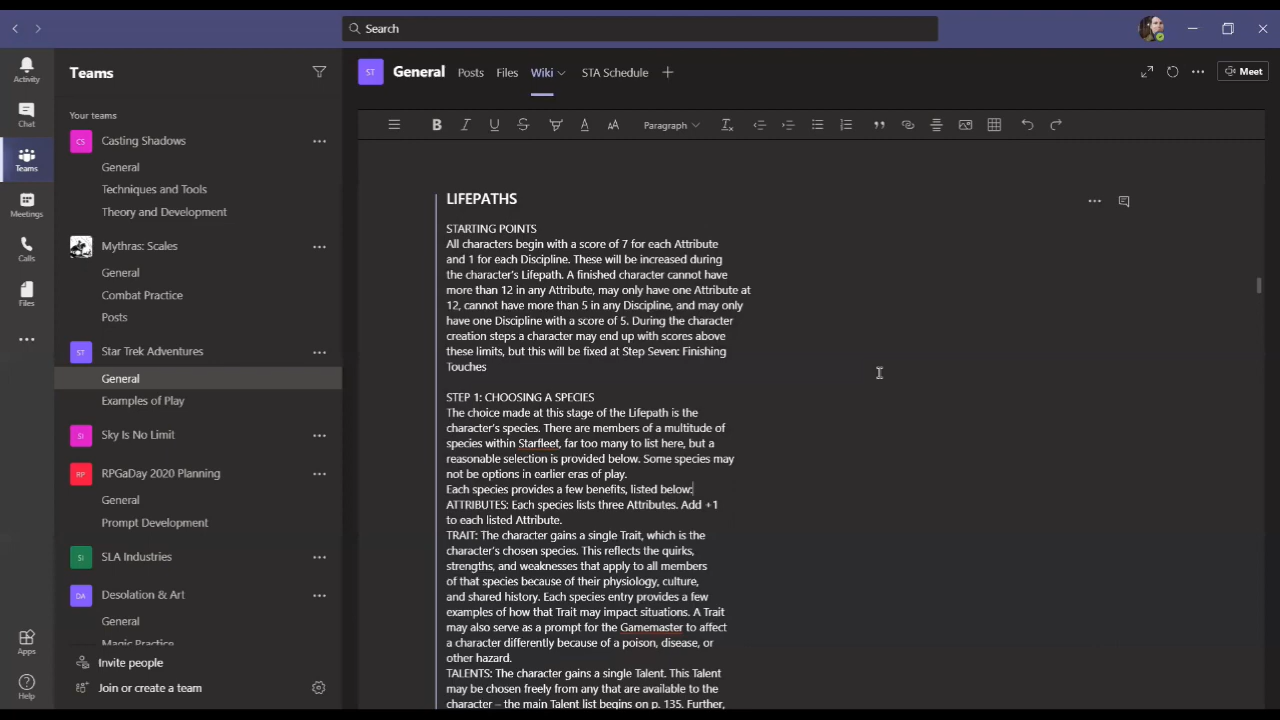 Search
Activity
Chat
Teams
Meetings
Calls
Files
Apps
Help
Teams
Your teams
CS Casting Shadows
General
Techniques and Tools
Theory and Development
Mythras: Scales
General
Combat Practice
Posts
ST Star Trek Adventures
General
Examples of Play
SI Sky Is No Limit
RP RPGaDay 2020 Planning
General
Prompt Development
SI SLA Industries
DA Desolation & Art
General
Magic Practice
Invite people
Join or create a team
ST General Posts Files Wiki STA Schedule
Meet
B I U S A AA Paragraph
LIFEPATHS
STARTING POINTS
All characters begin with a score of 7 for each Attribute
and 1 for each Discipline. These will be increased during
the character's Lifepath. A finished character cannot have
more than 12 in any Attribute, may only have one Attribute at
12, cannot have more than 5 in any Discipline, and may only
have one Discipline with a score of 5. During the character
creation steps a character may end up with scores above
these limits, but this will be fixed at Step Seven: Finishing
Touches
STEP 1: CHOOSING A SPECIES
The choice made at this stage of the Lifepath is the
character's species. There are members of a multitude of
species within Starfleet, far too many to list here, but a
reasonable selection is provided below. Some species may
not be options in earlier eras of play.
Each species provides a few benefits, listed below:
ATTRIBUTES: Each species lists three Attributes. Add +1
to each listed Attribute.
TRAIT: The character gains a single Trait, which is the
character's chosen species. This reflects the quirks,
strengths, and weaknesses that apply to all members
of that species because of their physiology, culture,
and shared history. Each species entry provides a few
examples of how that Trait may impact situations. A Trait
may also serve as a prompt for the Gamemaster to affect
a character differently because of a poison, disease, or
other hazard.
TALENTS: The character gains a single Talent. This Talent
may be chosen freely from any that are available to the
character – the main Talent list begins on p. 135. Further,